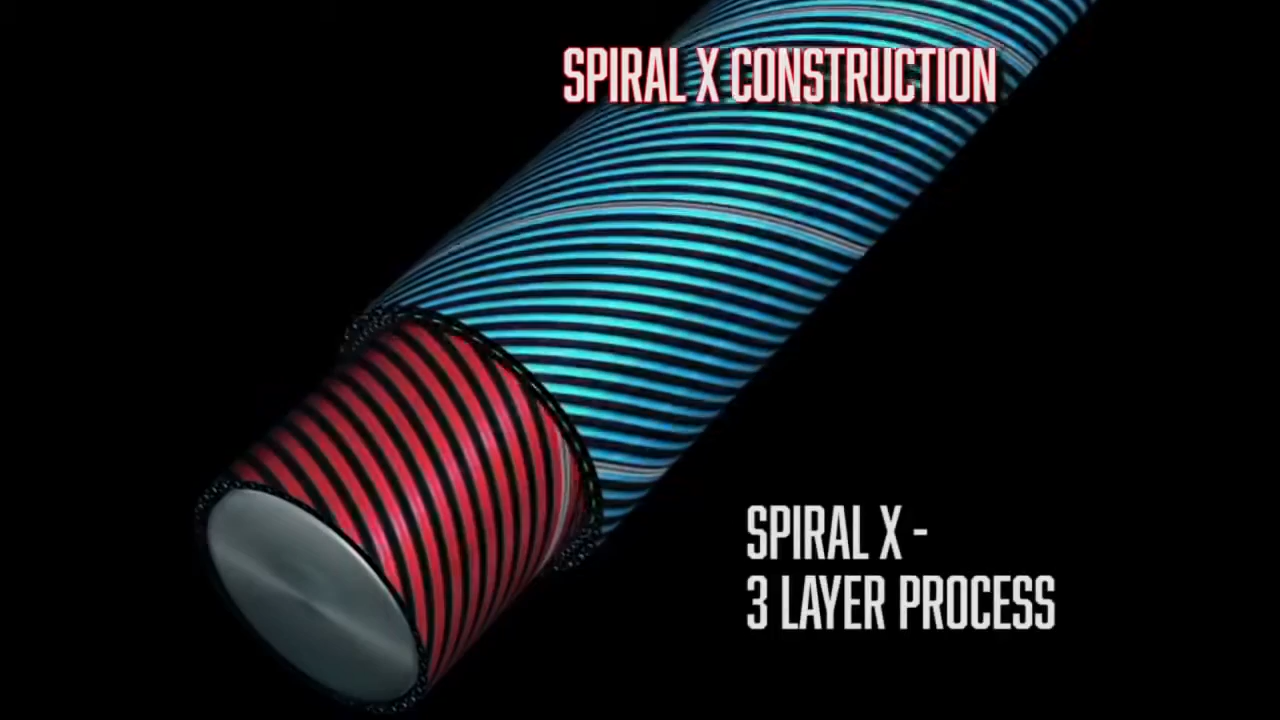 SPIRAL X CONSTRUCTION
SPIRAL X -
3 LAYER PROCESS